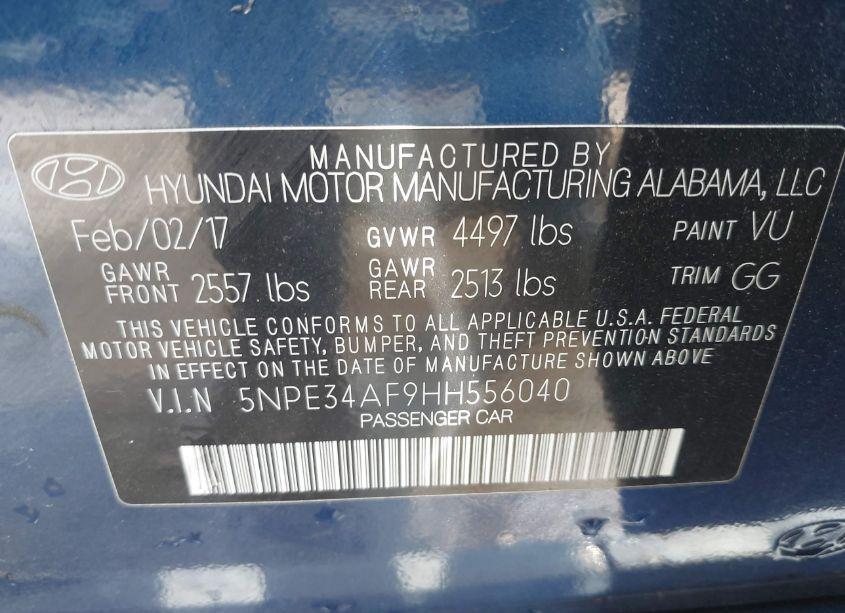 MANUFACTURED BY
HYUNDAI MOTOR MANUFACTURING ALABAMA, LLC
Feb/02/17 GVWR 4497 lbs PAINT VU
GAWR FRONT 2557 lbs GAWR REAR 2513 lbs TRIM GG
THIS VEHICLE CONFORMS TO ALL APPLICABLE U.S.A. FEDERAL
MOTOR VEHICLE SAFETY, BUMPER, AND THEFT PREVENTION STANDARDS
IN EFFECT ON THE DATE OF MANUFACTURE SHOWN ABOVE
V.I.N 5NPE34AF9HH556040
PASSENGER CAR